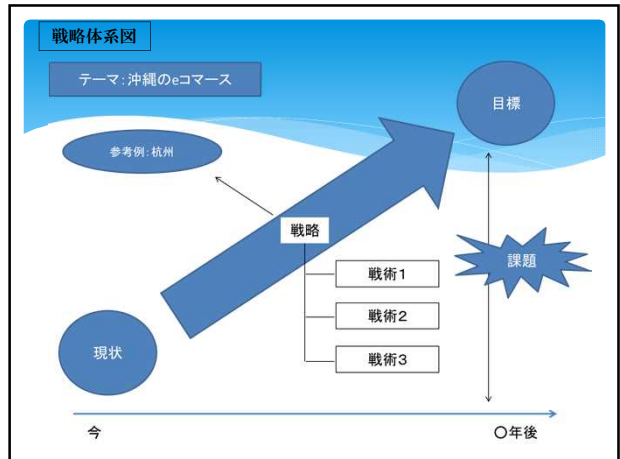 戦略体系図
テーマ:沖縄のeコマース
目標
参考例:杭州
戦略
課題
戦術1
戦術2
戦術3
現状
今
〇年後